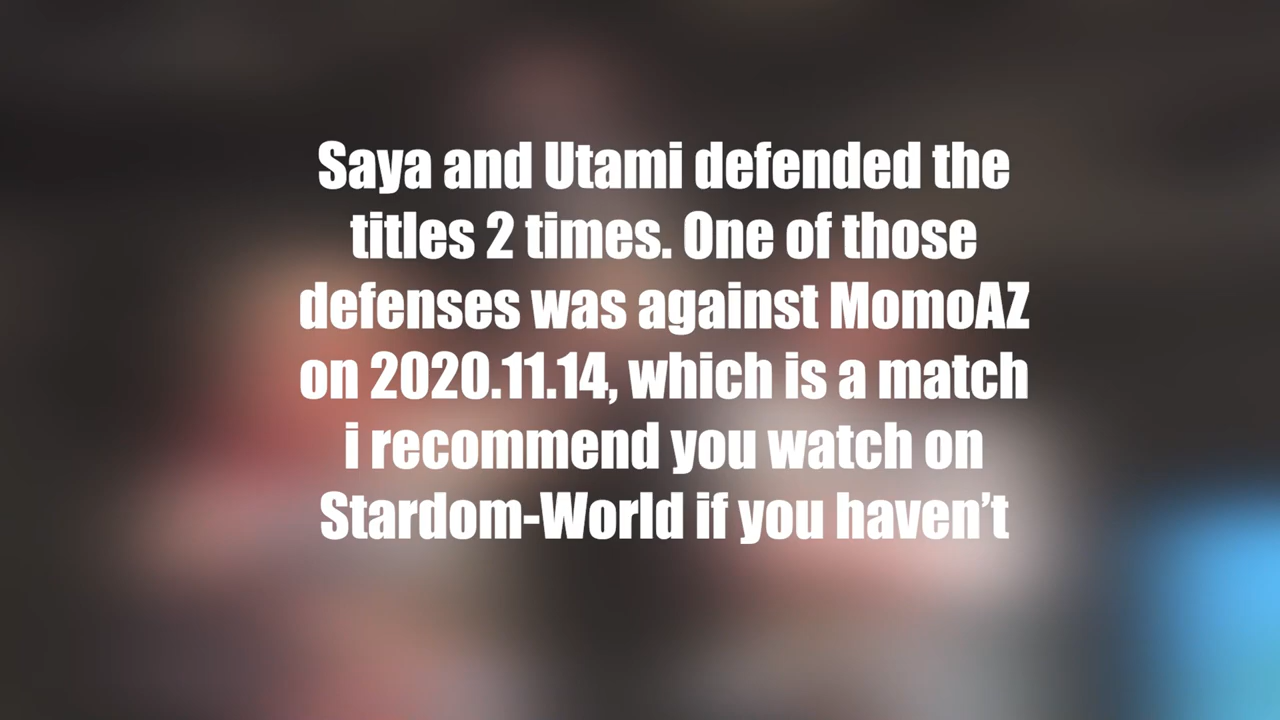 Saya and Utami defended the
titles 2 times. One of those
defenses was against MomoAZ
on 2020.11.14, which is a match
i recommend you watch on
Stardom-World if you haven’t